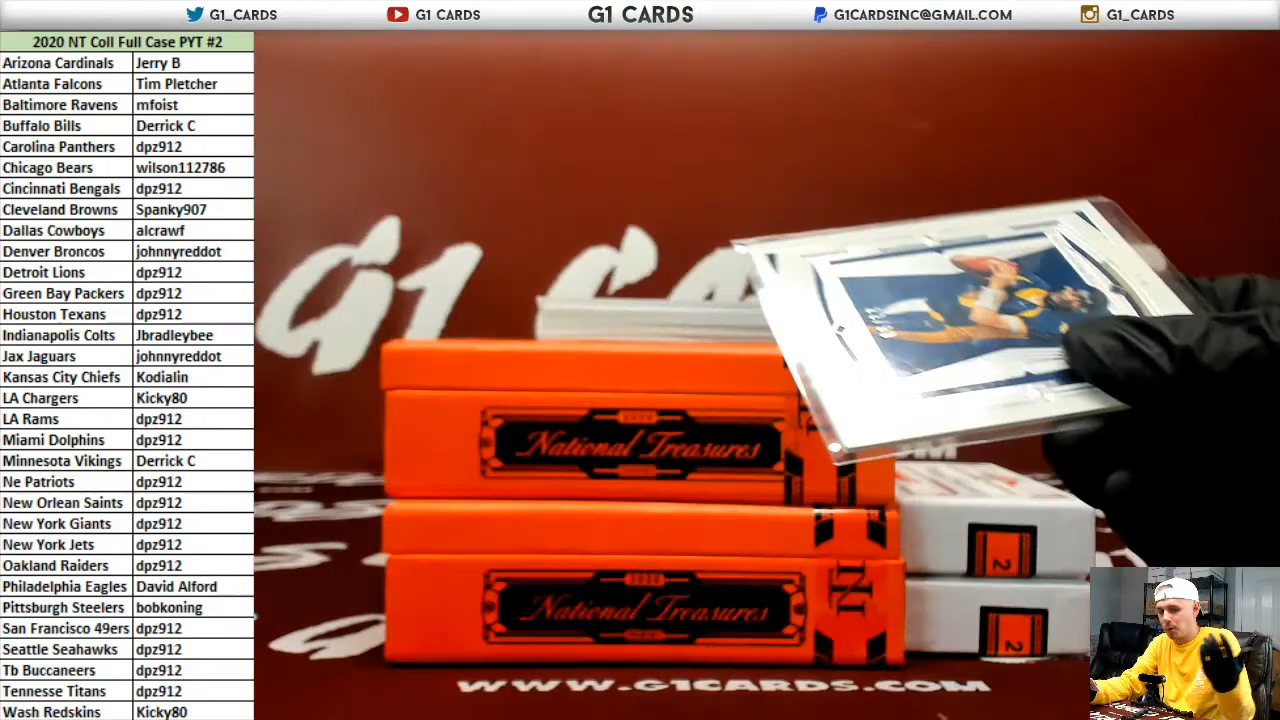 G1_CARDS
G1 CARDS
G1 CARDS
G1CARDSINC@GMAIL.COM
G1_CARDS
2020 NT Coll Full Case PYT #2
Arizona Cardinals Jerry B
Atlanta Falcons Tim Pletcher
Baltimore Ravens mfoist
Buffalo Bills Derrick C
Carolina Panthers dpz912
Chicago Bears wilson112786
Cincinnati Bengals dpz912
Cleveland Browns Spanky907
Dallas Cowboys alcrawf
Denver Broncos johnnyreddot
Detroit Lions dpz912
Green Bay Packers dpz912
Houston Texans dpz912
Indianapolis Colts Jbradleybee
Jax Jaguars johnnyreddot
Kansas City Chiefs Kodialin
LA Chargers Kicky80
LA Rams dpz912
Miami Dolphins dpz912
Minnesota Vikings Derrick C
Ne Patriots dpz912
New Orlean Saints dpz912
New York Giants dpz912
New York Jets dpz912
Oakland Raiders dpz912
Philadelphia Eagles David Alford
Pittsburgh Steelers bobkoning
San Francisco 49ers dpz912
Seattle Seahawks dpz912
Tb Buccaneers dpz912
Tennesse Titans dpz912
Wash Redskins Kicky80
G1 CA
National Treasures
2
National Treasures
NT
2
WWW.G1CARDS.COM